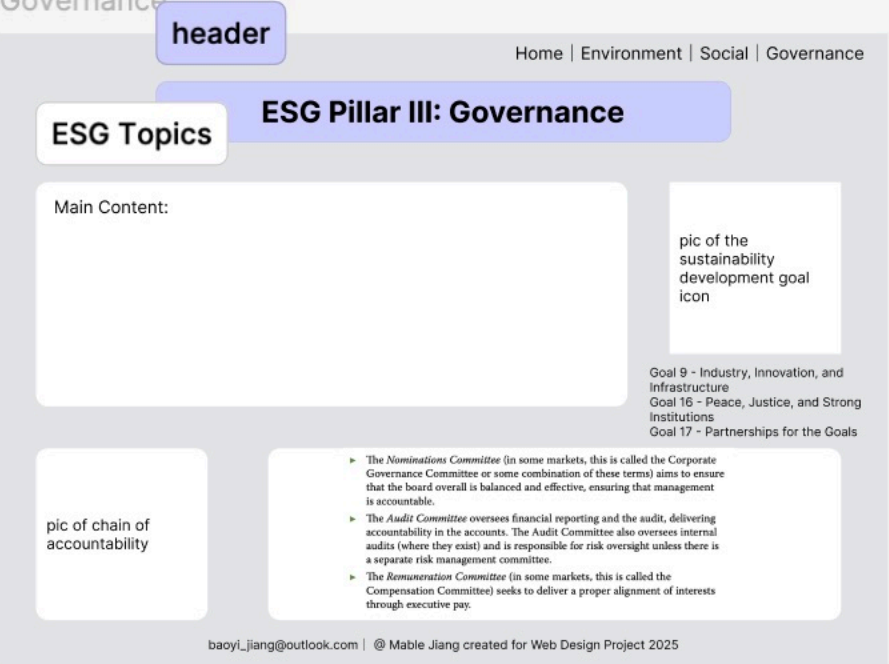 Governance
header
Home | Environment | Social | Governance
ESG Pillar III: Governance
ESG Topics
Main Content:
pic of the
sustainability
development goal
icon
Goal 9 - Industry, Innovation, and
Infrastructure
Goal 16 - Peace, Justice, and Strong
Institutions
Goal 17 - Partnerships for the Goals
pic of chain of
accountability
► The Nominations Committee (in some markets, this is called the Corporate
Governance Committee or some combination of these terms) aims to ensure
that the board overall is balanced and effective, ensuring that management
is accountable.
► The Audit Committee oversees financial reporting and the audit, delivering
accountability in the accounts. The Audit Committee also oversees internal
audits (where they exist) and is responsible for risk oversight unless there is
a separate risk management committee.
► The Remuneration Committee (in some markets, this is called the
Compensation Committee) seeks to deliver a proper alignment of interests
through executive pay.
baoyi_jiang@outlook.com | @ Mable Jiang created for Web Design Project 2025